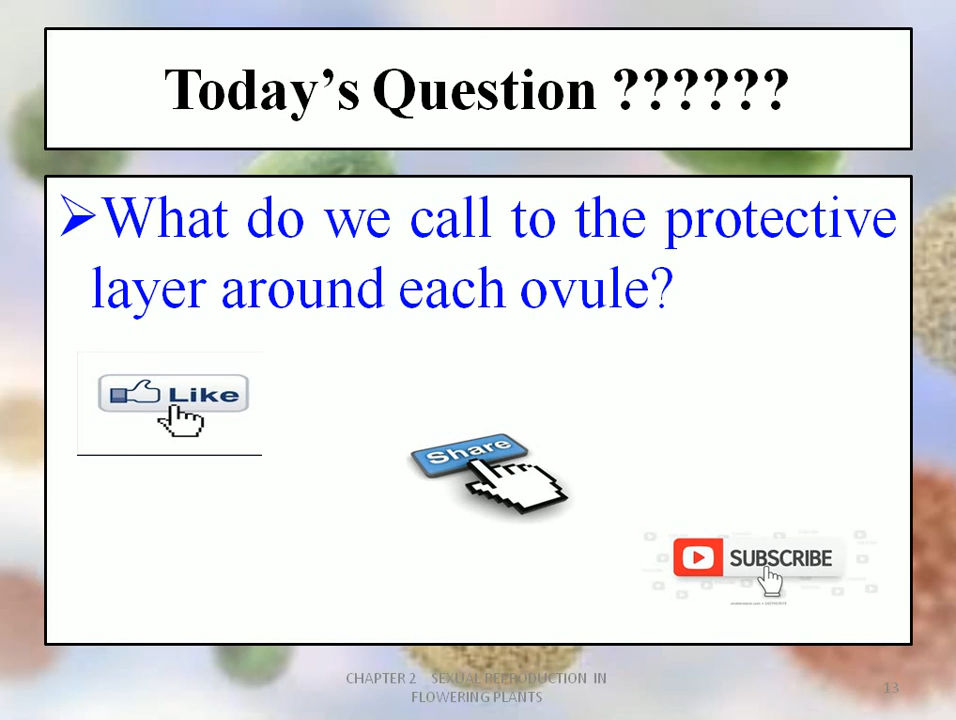 Today’s Question ??????
➢What do we call to the protective
layer around each ovule?
Like
Share
SUBSCRIBE
CHAPTER 2 SEXUAL REPRODUCTION IN
FLOWERING PLANTS
13